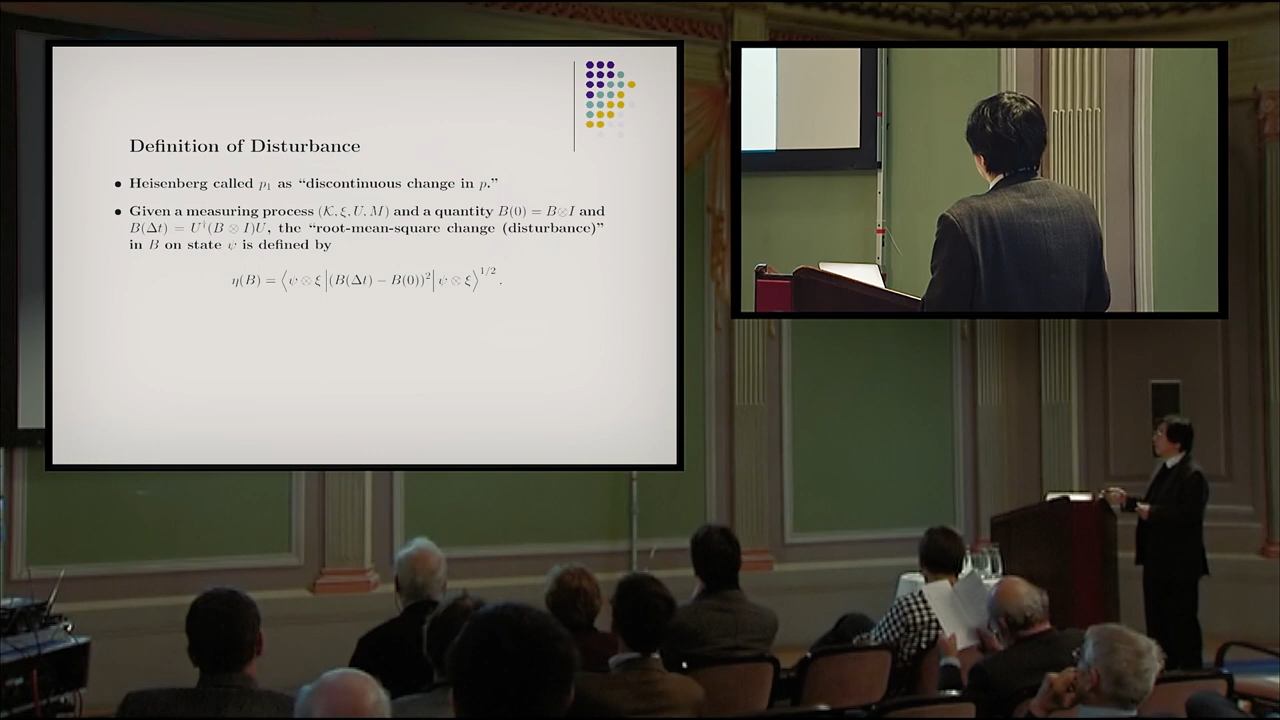 Definition of Disturbance
• Heisenberg called p₁ as “discontinuous change in p.”
• Given a measuring process (𝒦, ξ, U, M) and a quantity B(0) = B⊗I and
B(Δt) = U†(B ⊗ I)U, the “root-mean-square change (disturbance)”
in B on state ψ is defined by
η(B) = ⟨ψ ⊗ ξ |(B(Δt) − B(0))²| ψ ⊗ ξ⟩^{1/2}.